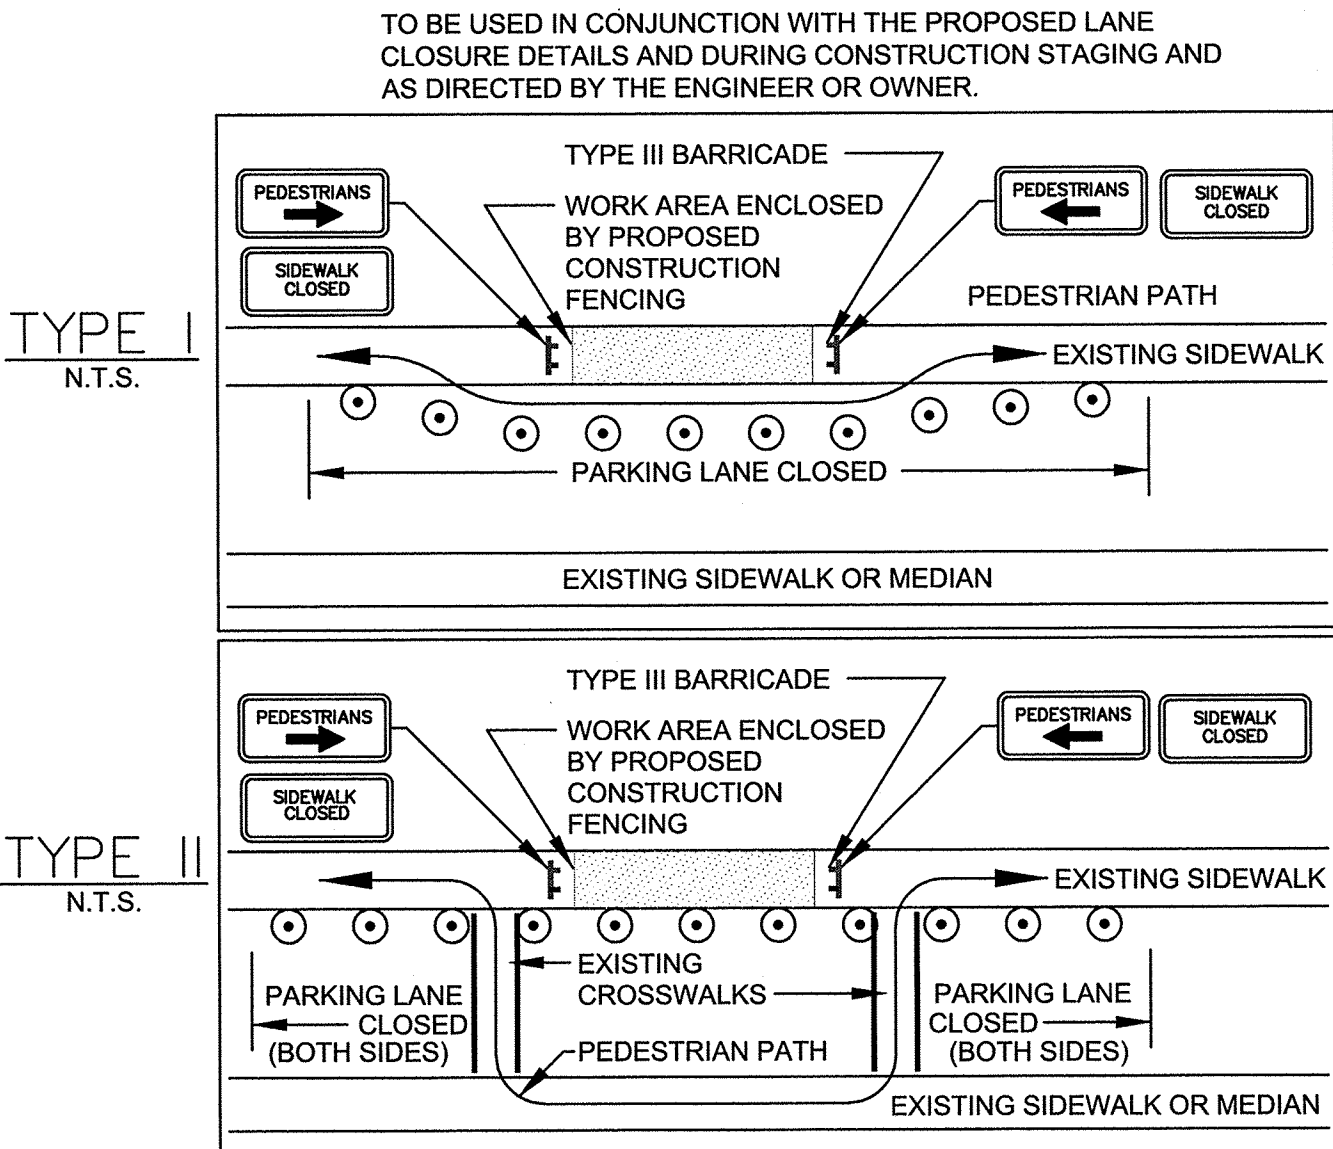 TO BE USED IN CONJUNCTION WITH THE PROPOSED LANE
CLOSURE DETAILS AND DURING CONSTRUCTION STAGING AND
AS DIRECTED BY THE ENGINEER OR OWNER.
TYPE I
N.T.S.
PEDESTRIANS
SIDEWALK
CLOSED
TYPE III BARRICADE
WORK AREA ENCLOSED
BY PROPOSED
CONSTRUCTION
FENCING
PEDESTRIANS
SIDEWALK
CLOSED
PEDESTRIAN PATH
EXISTING SIDEWALK
PARKING LANE CLOSED
EXISTING SIDEWALK OR MEDIAN
TYPE II
N.T.S.
PEDESTRIANS
SIDEWALK
CLOSED
TYPE III BARRICADE
WORK AREA ENCLOSED
BY PROPOSED
CONSTRUCTION
FENCING
PEDESTRIANS
SIDEWALK
CLOSED
EXISTING SIDEWALK
PARKING LANE
CLOSED
(BOTH SIDES)
EXISTING
CROSSWALKS
PARKING LANE
CLOSED
(BOTH SIDES)
PEDESTRIAN PATH
EXISTING SIDEWALK OR MEDIAN